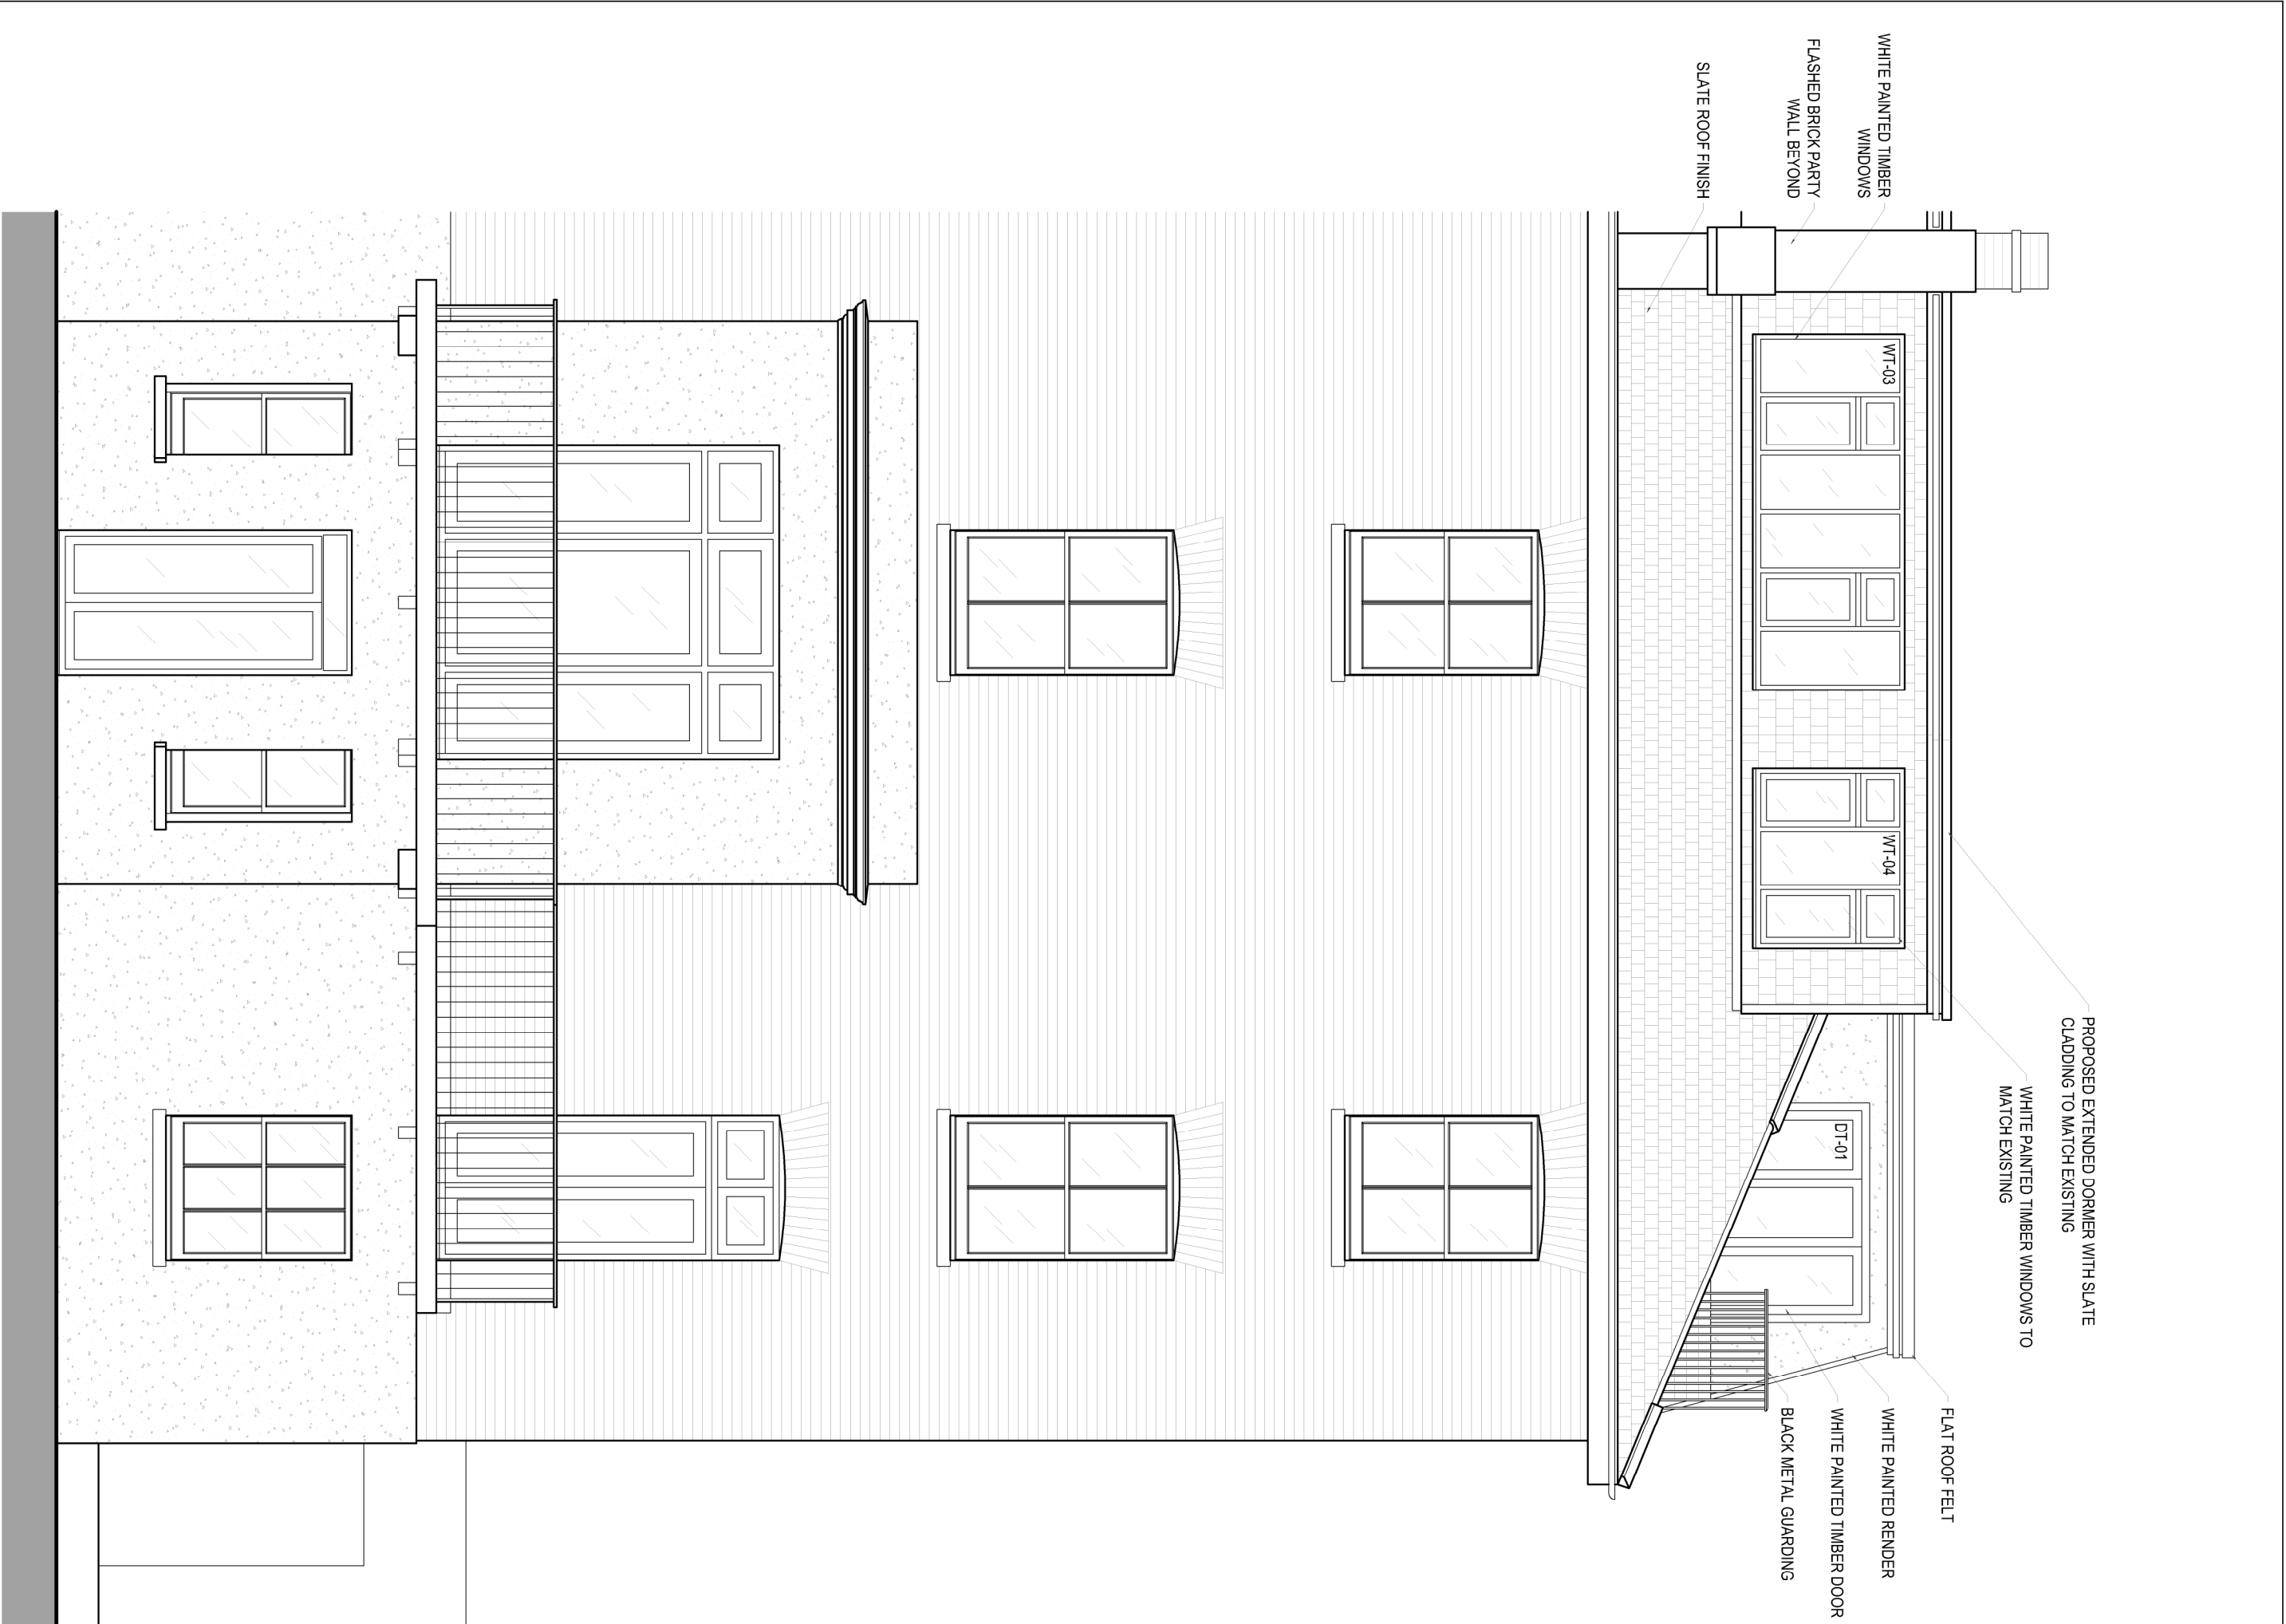 PROPOSED EXTENDED DORMER WITH SLATE
CLADDING TO MATCH EXISTING
WHITE PAINTED TIMBER WINDOWS TO
MATCH EXISTING
FLAT ROOF FELT
WHITE PAINTED TIMBER
WINDOWS
WHITE PAINTED RENDER
WT-03
WT-04
DT-01
WHITE PAINTED TIMBER DOOR
FLASHED BRICK PARTY
WALL BEYOND
BLACK METAL GUARDING
SLATE ROOF FINISH